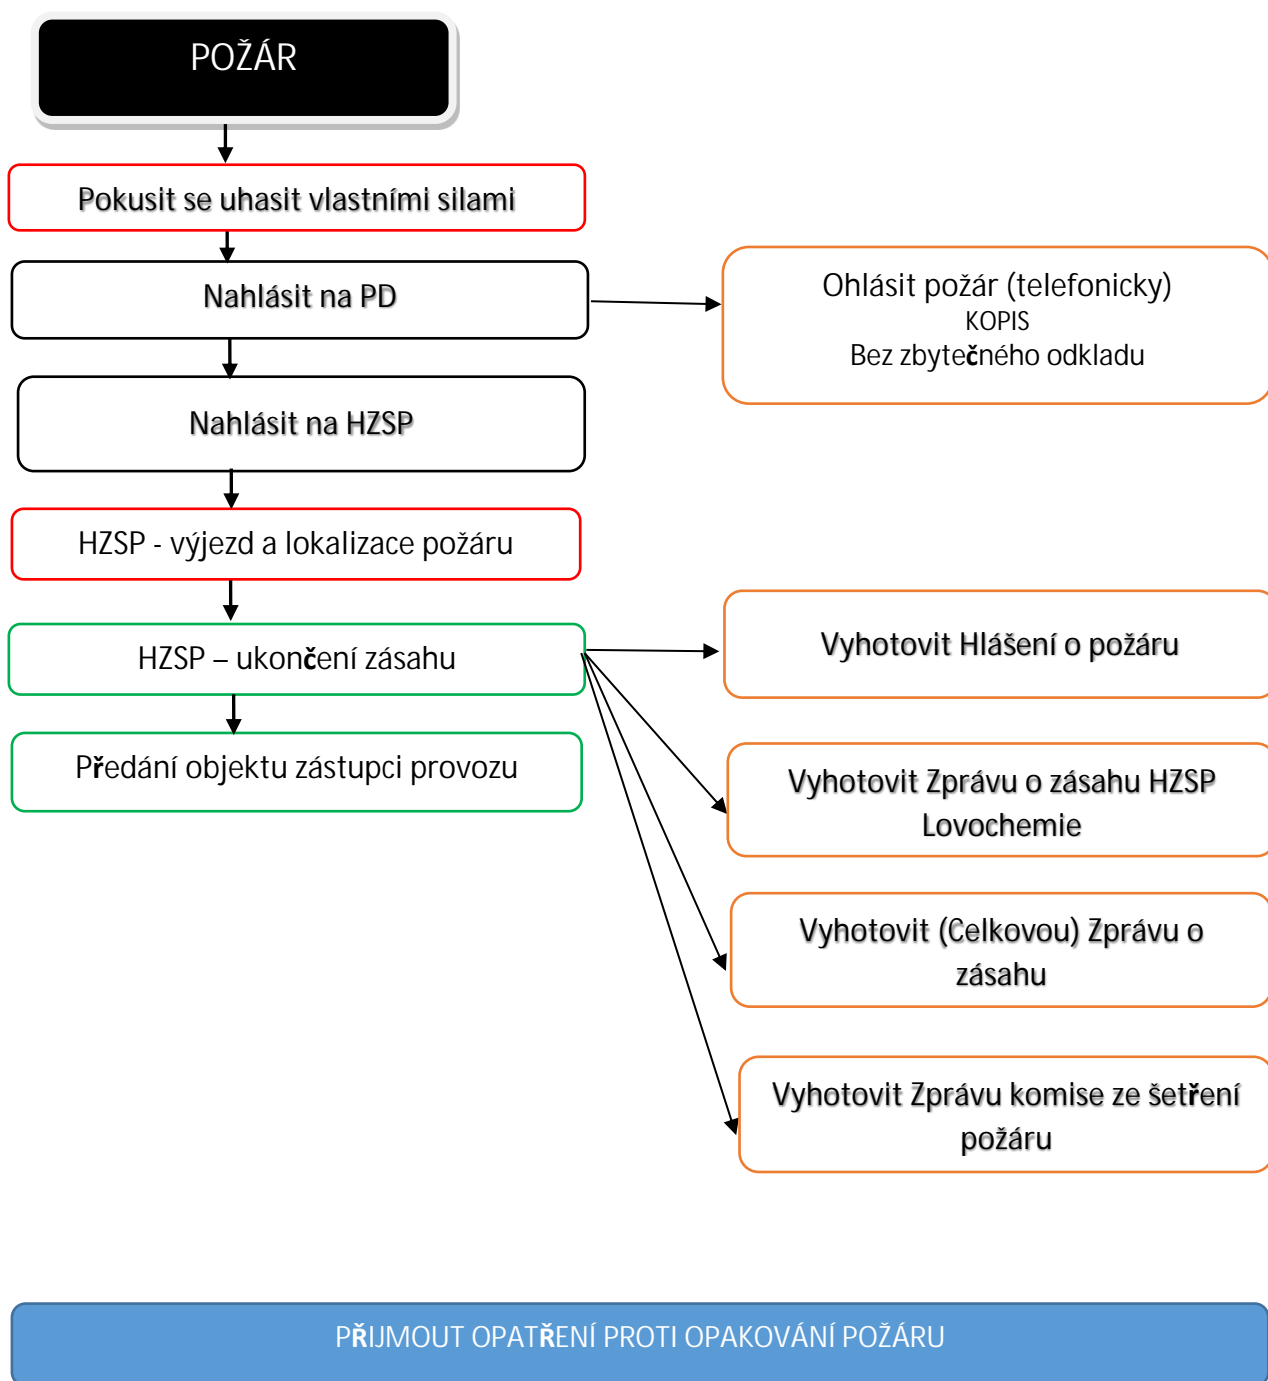 POŽÁR
Pokusit se uhasit vlastními silami
Nahlásit na PD
Ohlásit požár (telefonicky)
KOPIS
Bez zbytečného odkladu
Nahlásit na HZSP
HZSP - výjezd a lokalizace požáru
HZSP – ukončení zásahu
Předání objektu zástupci provozu
Vyhotovit Hlášení o požáru
Vyhotovit Zprávu o zásahu HZSP
Lovochemie
Vyhotovit (Celkovou) Zprávu o
zásahu
Vyhotovit Zprávu komise ze šetření
požáru
PŘIJMOUT OPATŘENÍ PROTI OPAKOVÁNÍ POŽÁRU